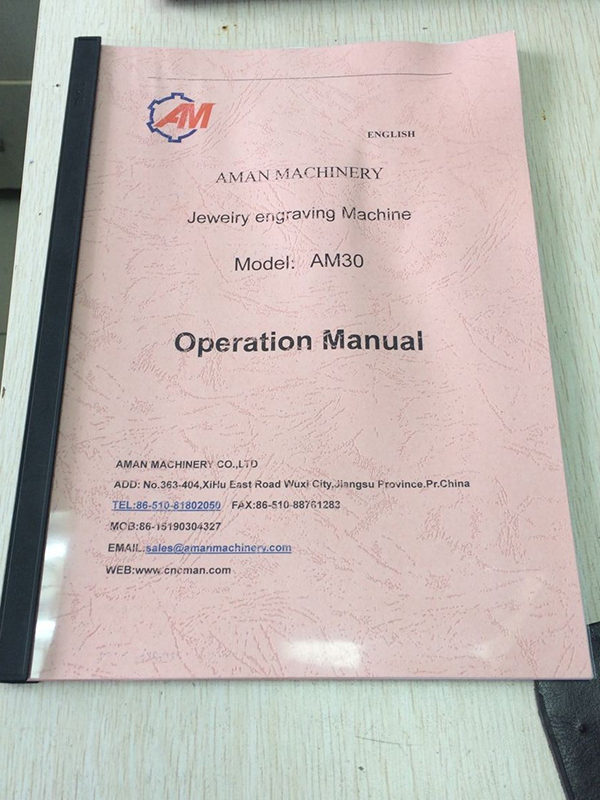 AM
ENGLISH
AMAN MACHINERY
Jewelry engraving Machine
Model: AM30
Operation Manual
AMAN MACHINERY CO.,LTD
ADD: No.363-404,XiHu East Road Wuxi City,Jiangsu Province.Pr.China
TEL:86-510-81802050 FAX:86-510-88761283
MOB:86-15190304327
EMAIL:sales@amanmachinery.com
WEB:www.cncman.com